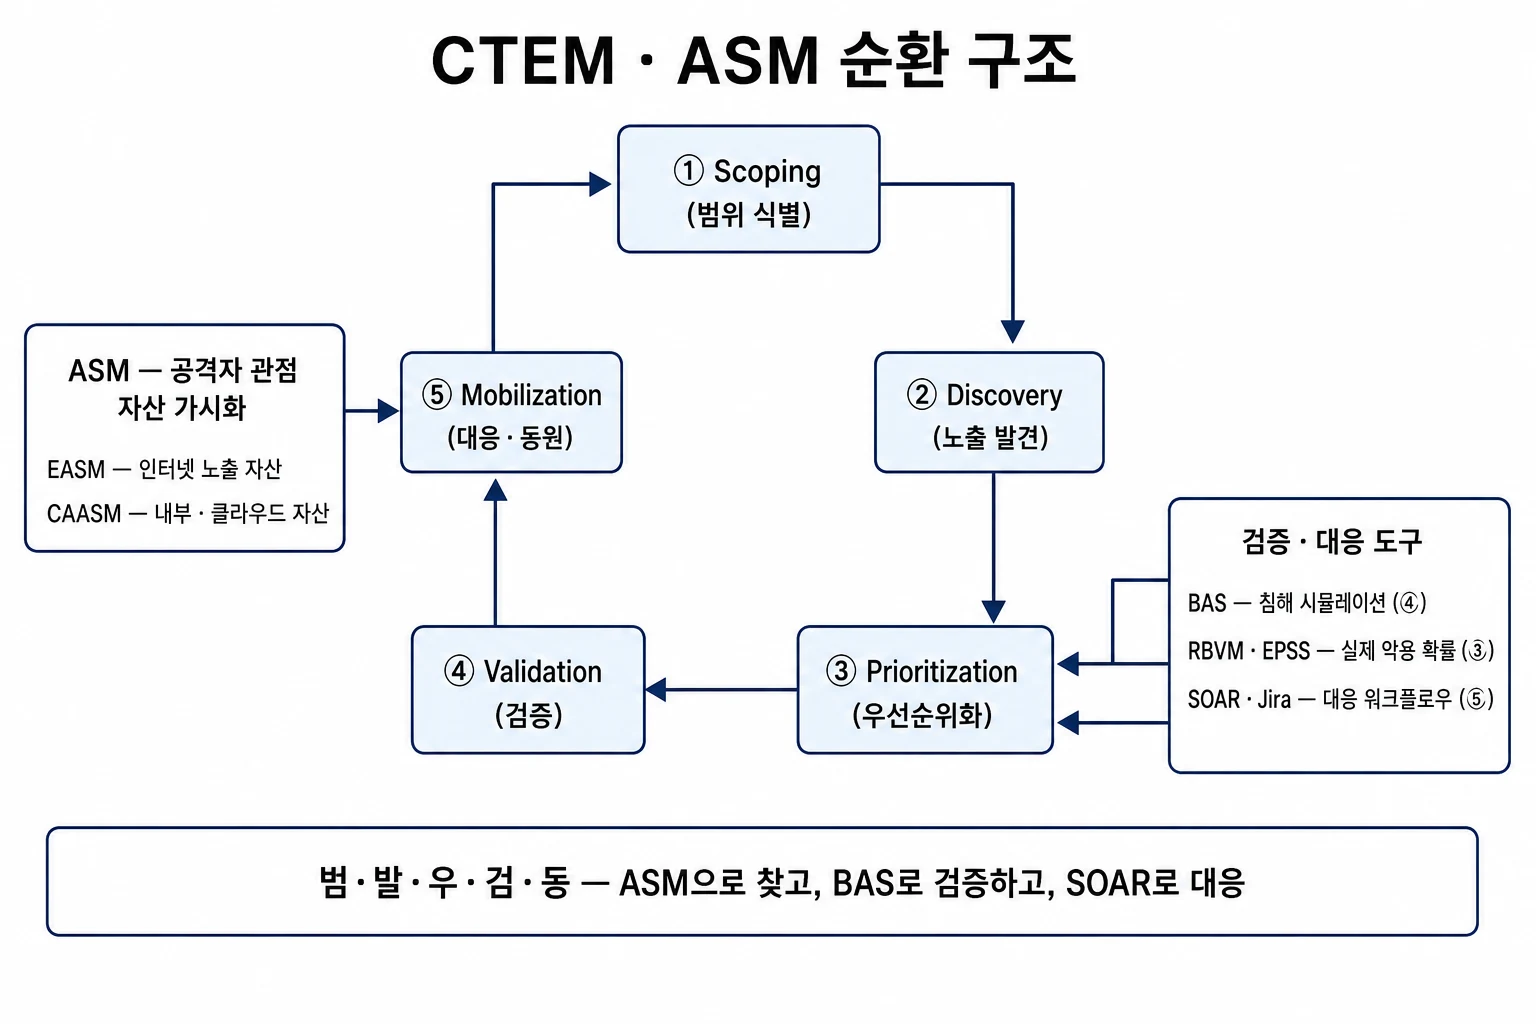 CTEM · ASM 순환 구조
① Scoping
(범위 식별)
ASM — 공격자 관점
자산 가시화
EASM — 인터넷 노출 자산
CAASM — 내부 · 클라우드 자산
⑤ Mobilization
(대응 · 동원)
② Discovery
(노출 발견)
검증 · 대응 도구
BAS — 침해 시뮬레이션 (④)
RBVM · EPSS — 실제 악용 확률 (③)
SOAR · Jira — 대응 워크플로우 (⑤)
④ Validation
(검증)
③ Prioritization
(우선순위화)
범 · 발 · 우 · 검 · 동 — ASM으로 찾고, BAS로 검증하고, SOAR로 대응